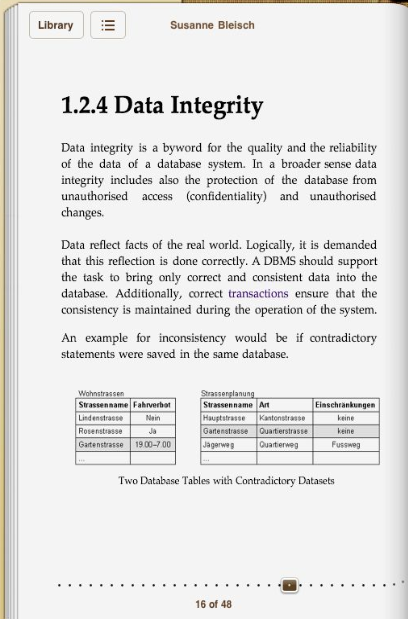 Library
Susanne Bleisch
1.2.4 Data Integrity
Data integrity is a byword for the quality and the reliability
of the data of a database system. In a broader sense data
integrity includes also the protection of the database from
unauthorised access (confidentiality) and unauthorised
changes.
Data reflect facts of the real world. Logically, it is demanded
that this reflection is done correctly. A DBMS should support
the task to bring only correct and consistent data into the
database. Additionally, correct transactions ensure that the
consistency is maintained during the operation of the system.
An example for inconsistency would be if contradictory
statements were saved in the same database.
Wohnstrassen
Strassenname Fahrverbot
Lindenstrasse Nein
Rosenstrasse Ja
Gartenstrasse 19.00–7.00
...
Strassenplanung
Strassenname Art Einschränkungen
Hauptstrasse Kantonstrasse keine
Gartenstrasse Quartierstrasse keine
Jägerweg Quartierweg Fussweg
...
Two Database Tables with Contradictory Datasets
16 of 48